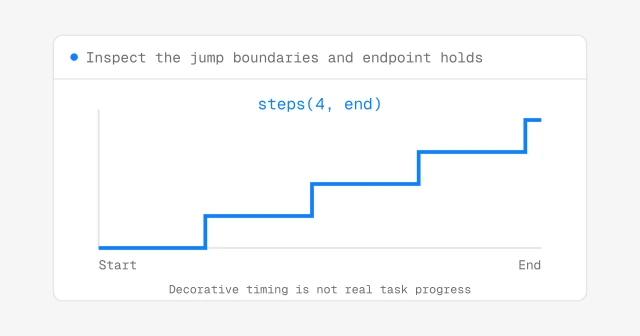 Inspect the jump boundaries and endpoint holds
steps(4, end)
Start
End
Decorative timing is not real task progress